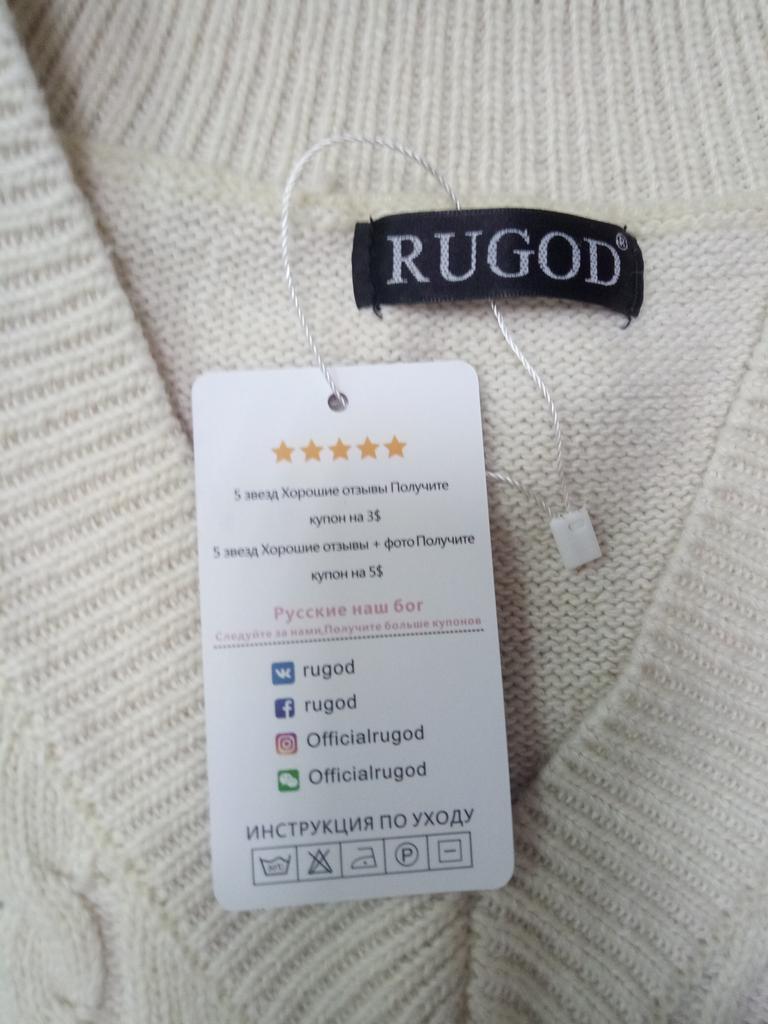 RUGOD®
5 звезд Хорошие отзывы Получите
купон на 3$
5 звезд Хорошие отзывы + фото Получите
купон на 5$
Русские наш бог
Следуйте за нами,Получите больше купонов
rugod
rugod
Officialrugod
Officialrugod
ИНСТРУКЦИЯ ПО УХОДУ
30°C P